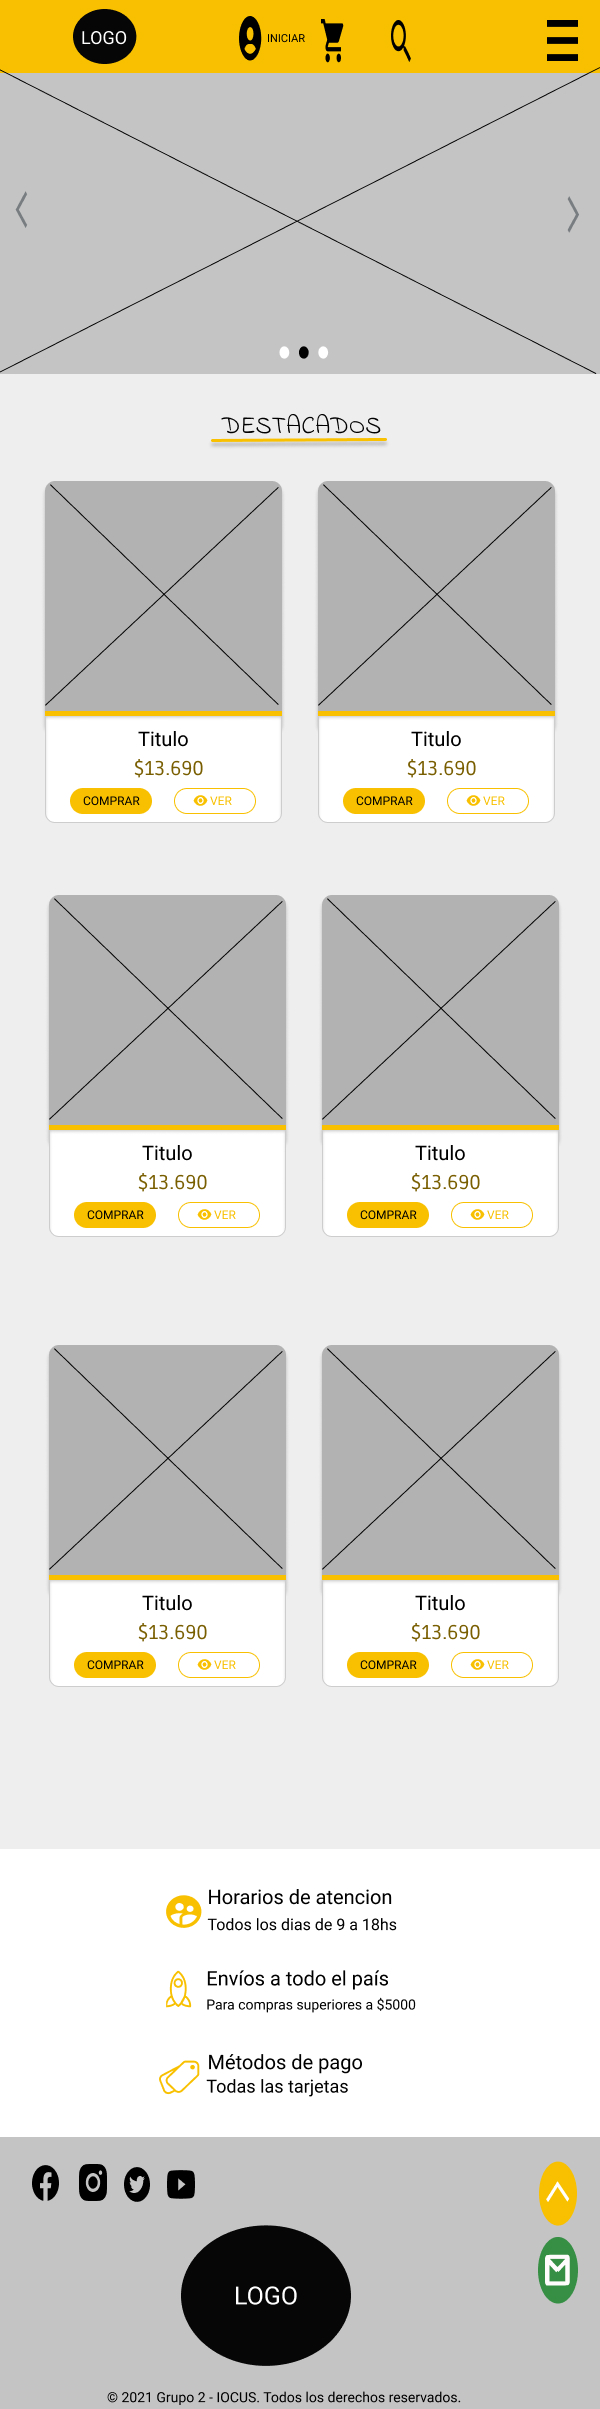 LOGO
INICIAR
DESTACADOS
Titulo
$13.690
COMPRAR
VER
Titulo
$13.690
COMPRAR
VER
Titulo
$13.690
COMPRAR
VER
Titulo
$13.690
COMPRAR
VER
Titulo
$13.690
COMPRAR
VER
Titulo
$13.690
COMPRAR
VER
Horarios de atencion
Todos los dias de 9 a 18hs
Envíos a todo el país
Para compras superiores a $5000
Métodos de pago
Todas las tarjetas
LOGO
© 2021 Grupo 2 - IOCUS. Todos los derechos reservados.